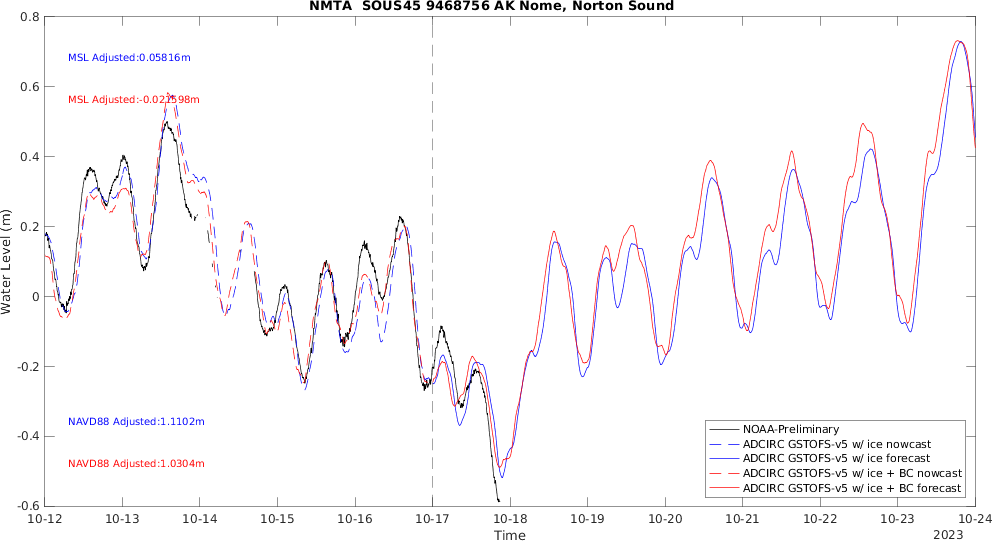 NMTA SOUS45 9468756 AK Nome, Norton Sound
0.8
0.6
0.4
0.2
0
-0.2
-0.4
-0.6
Water Level (m)
MSL Adjusted:0.05816m
MSL Adjusted:-0.021598m
NAVD88 Adjusted:1.1102m
NAVD88 Adjusted:1.0304m
NOAA-Preliminary
ADCIRC GSTOFS-v5 w/ ice nowcast
ADCIRC GSTOFS-v5 w/ ice forecast
ADCIRC GSTOFS-v5 w/ ice + BC nowcast
ADCIRC GSTOFS-v5 w/ ice + BC forecast
10-12 10-13 10-14 10-15 10-16 10-17 10-18 10-19 10-20 10-21 10-22 10-23 10-24
Time
2023